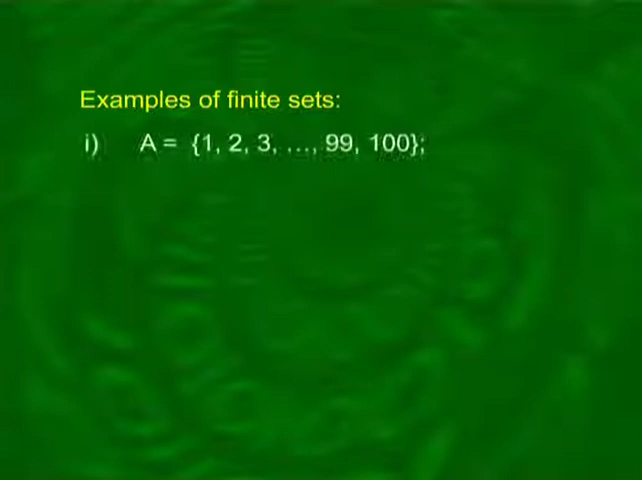 Examples of finite sets:
i) A = {1, 2, 3, ..., 99, 100};